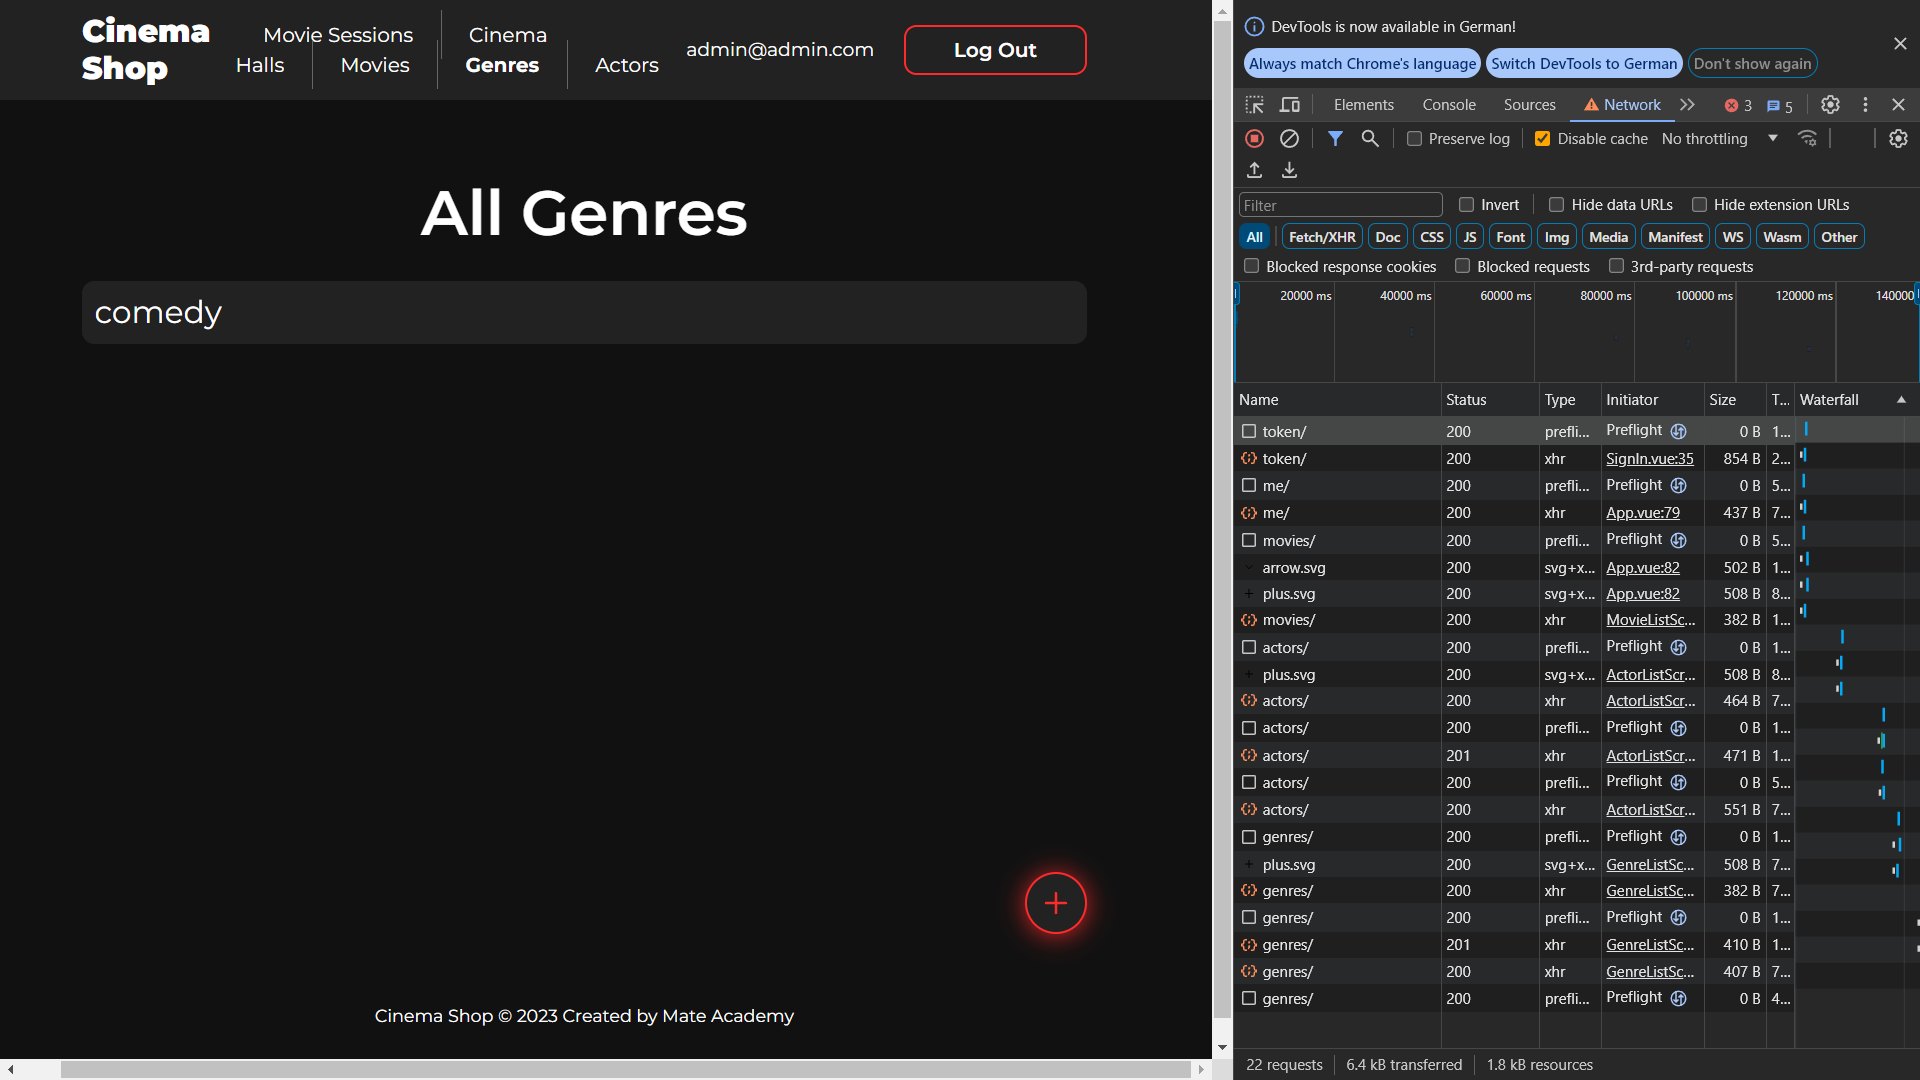 Cinema Shop
Movie Sessions
Cinema Halls
Movies
Genres
Actors
admin@admin.com
Log Out
All Genres
comedy
Cinema Shop © 2023 Created by Mate Academy
DevTools is now available in German!
Always match Chrome's language
Switch DevTools to German
Don't show again
Elements
Console
Sources
Network
3
5
Preserve log
Disable cache
No throttling
Filter
Invert
Hide data URLs
Hide extension URLs
All
Fetch/XHR
Doc
CSS
JS
Font
Img
Media
Manifest
WS
Wasm
Other
Blocked response cookies
Blocked requests
3rd-party requests
20000 ms
40000 ms
60000 ms
80000 ms
100000 ms
120000 ms
140000
Name Status Type Initiator Size T... Waterfall
token/ 200 prefli... Preflight 0 B 1...
token/ 200 xhr SignIn.vue:35 854 B 2...
me/ 200 prefli... Preflight 0 B 5...
me/ 200 xhr App.vue:79 437 B 7...
movies/ 200 prefli... Preflight 0 B 5...
arrow.svg 200 svg+x... App.vue:82 502 B 1...
plus.svg 200 svg+x... App.vue:82 508 B 8...
movies/ 200 xhr MovieListSc... 382 B 1...
actors/ 200 prefli... Preflight 0 B 1...
plus.svg 200 svg+x... ActorListScr... 508 B 8...
actors/ 200 xhr ActorListScr... 464 B 7...
actors/ 200 prefli... Preflight 0 B 1...
actors/ 201 xhr ActorListScr... 471 B 1...
actors/ 200 prefli... Preflight 0 B 5...
actors/ 200 xhr ActorListScr... 551 B 7...
genres/ 200 prefli... Preflight 0 B 1...
plus.svg 200 svg+x... GenreListSc... 508 B 7...
genres/ 200 xhr GenreListSc... 382 B 7...
genres/ 200 prefli... Preflight 0 B 1...
genres/ 201 xhr GenreListSc... 410 B 1...
genres/ 200 xhr GenreListSc... 407 B 7...
genres/ 200 prefli... Preflight 0 B 4...
22 requests
6.4 kB transferred
1.8 kB resources